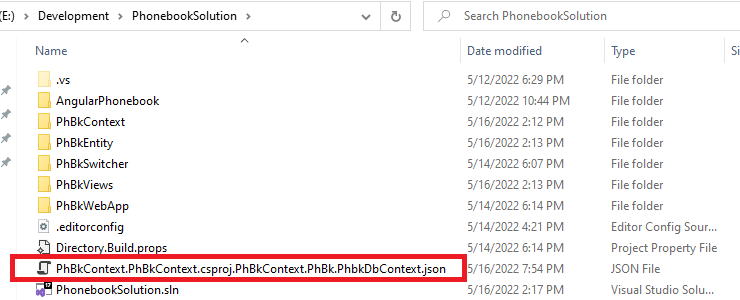 (E:) > Development > PhonebookSolution > Search PhonebookSolution
Name Date modified Type Si
.vs 5/12/2022 6:29 PM File folder
AngularPhonebook 5/12/2022 10:44 PM File folder
PhBkContext 5/16/2022 2:12 PM File folder
PhBkEntity 5/16/2022 2:13 PM File folder
PhBkSwitcher 5/14/2022 6:07 PM File folder
PhBkViews 5/16/2022 2:13 PM File folder
PhBkWebApp 5/14/2022 6:14 PM File folder
.editorconfig 5/14/2022 4:21 PM Editor Config Sour...
Directory.Build.props 5/14/2022 6:14 PM Project Property File
PhBkContext.PhBkContext.csproj.PhBkContext.PhBk.PhbkDbContext.json 5/16/2022 7:54 PM JSON File
PhonebookSolution.sln 5/16/2022 2:17 PM Visual Studio Solu...